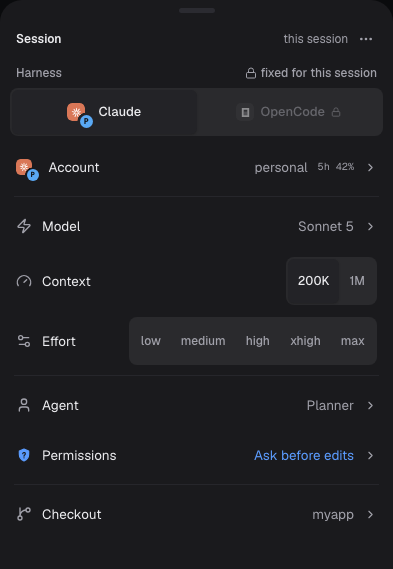 Session this session
Harness fixed for this session
P Claude OpenCode
P Account personal 5h 42%
Model Sonnet 5
Context 200K 1M
Effort low medium high xhigh max
Agent Planner
? Permissions Ask before edits
Checkout myapp